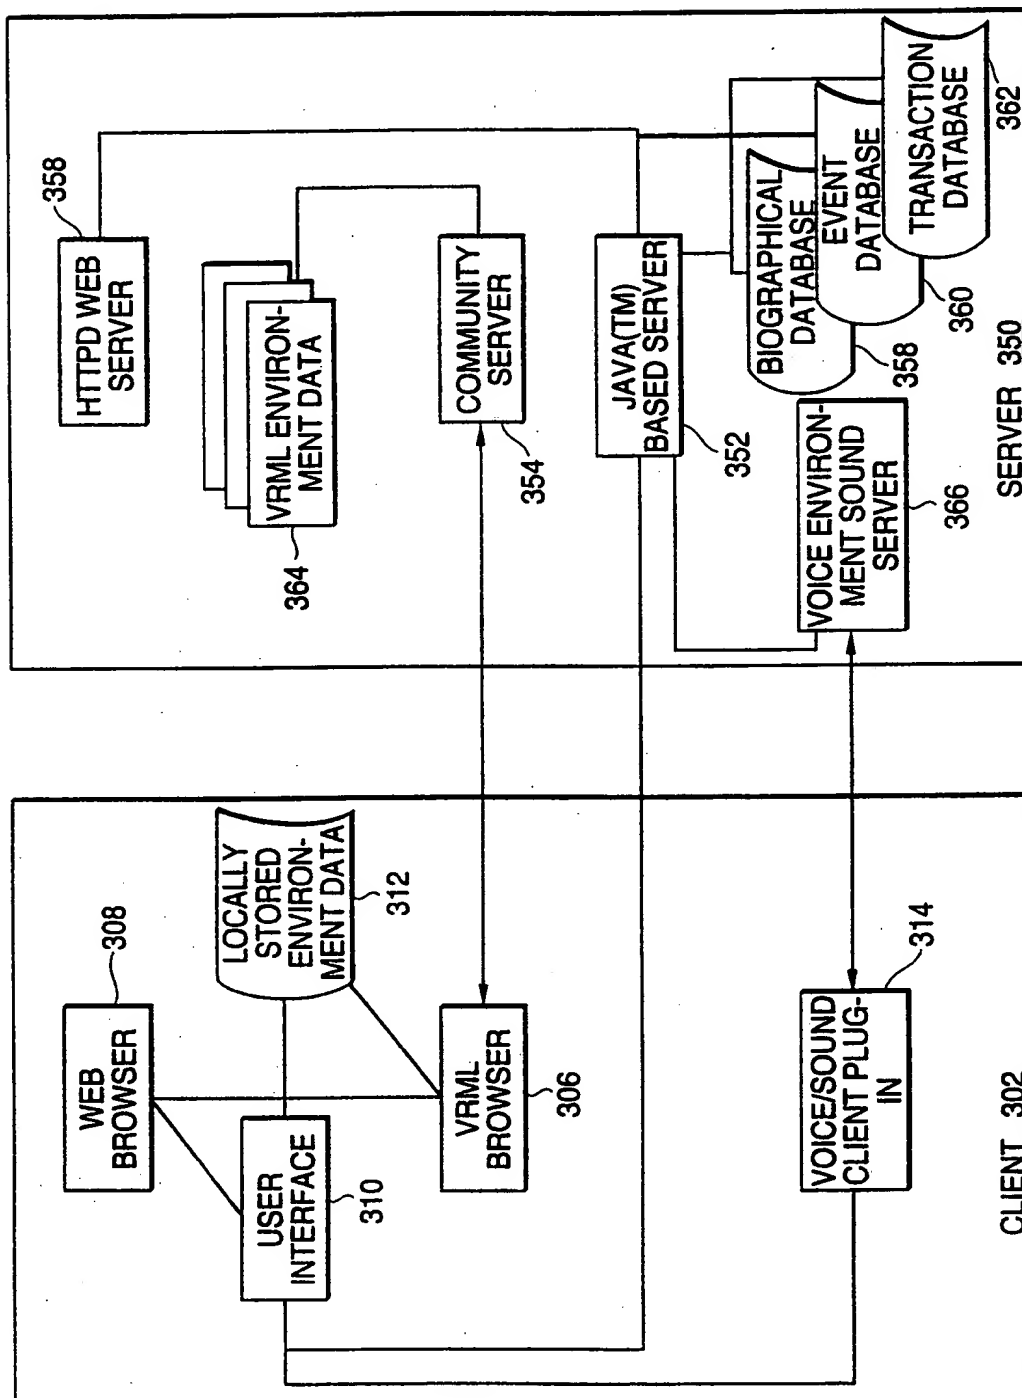 WEB
BROWSER
308
USER
INTERFACE
310
LOCALLY
STORED
ENVIRON-
MENT DATA
312
VRML
BROWSER
306
VOICE/SOUND
CLIENT PLUG-
IN
314
CLIENT 302
HTTPD WEB
SERVER
358
VRML ENVIRON-
MENT DATA
364
COMMUNITY
SERVER
354
JAVA(TM)
BASED SERVER
352
BIOGRAPHICAL
DATABASE
358
EVENT
DATABASE
360
TRANSACTION
DATABASE
362
VOICE ENVIRON-
MENT SOUND
SERVER
366
SERVER 350